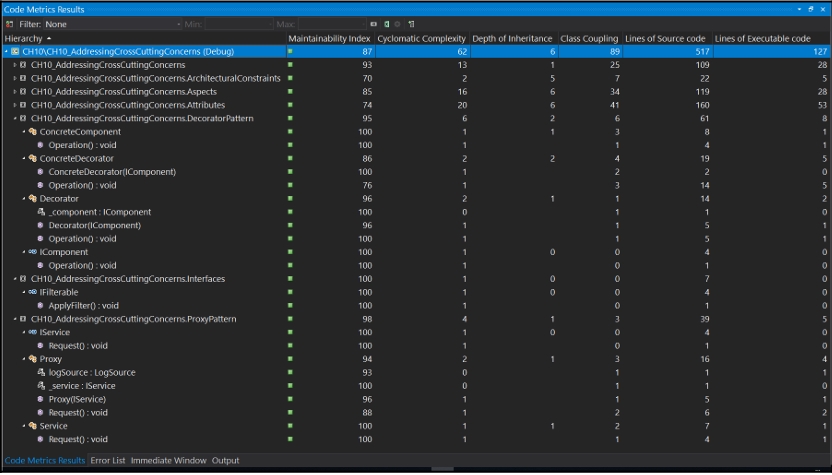 Code Metrics Results
Filter: None Min: Max:
Hierarchy Maintainability Index Cyclomatic Complexity Depth of Inheritance Class Coupling Lines of Source code Lines of Executable code
CH10\CH10_AddressingCrossCuttingConcerns (Debug) 87 62 6 89 517 127
CH10_AddressingCrossCuttingConcerns 93 13 1 25 109 28
CH10_AddressingCrossCuttingConcerns.ArchitecturalConstraints 70 2 5 7 22 5
CH10_AddressingCrossCuttingConcerns.Aspects 85 16 6 34 119 28
CH10_AddressingCrossCuttingConcerns.Attributes 74 20 6 41 160 53
CH10_AddressingCrossCuttingConcerns.DecoratorPattern 95 6 2 6 61 8
ConcreteComponent 100 1 1 3 8 1
Operation() : void 100 1 1 4 1
ConcreteDecorator 86 2 2 4 19 5
ConcreteDecorator(IComponent) 100 1 2 2 0
Operation() : void 76 1 3 14 5
Decorator 96 2 1 1 14 2
_component : IComponent 100 0 1 1 0
Decorator(IComponent) 96 1 1 5 1
Operation() : void 100 1 1 5 1
IComponent 100 1 0 0 4 0
Operation() : void 100 1 0 1 0
CH10_AddressingCrossCuttingConcerns.Interfaces 100 1 0 0 7 0
IFilterable 100 1 0 0 4 0
ApplyFilter() : void 100 1 0 1 0
CH10_AddressingCrossCuttingConcerns.ProxyPattern 98 4 1 3 39 5
IService 100 1 0 0 4 0
Request() : void 100 1 0 1 0
Proxy 94 2 1 3 16 4
logSource : LogSource 93 0 1 1 1
_service : IService 100 0 1 1 0
Proxy(IService) 96 1 1 5 1
Request() : void 88 1 2 6 2
Service 100 1 1 2 7 1
Request() : void 100 1 1 4 1
Code Metrics Results Error List Immediate Window Output